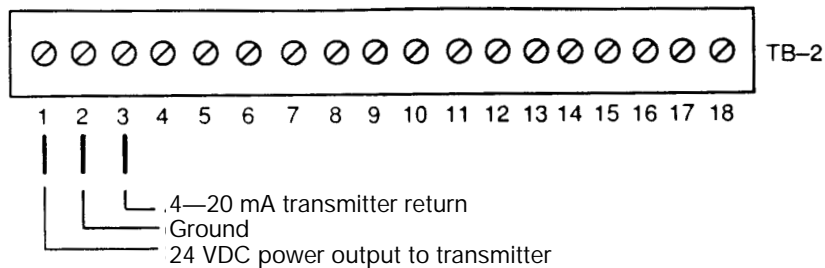 TB–2
1 2 3 4 5 6 7 8 9 10 11 12 13 14 15 16 17 18
4—20 mA transmitter return
Ground
24 VDC power output to transmitter